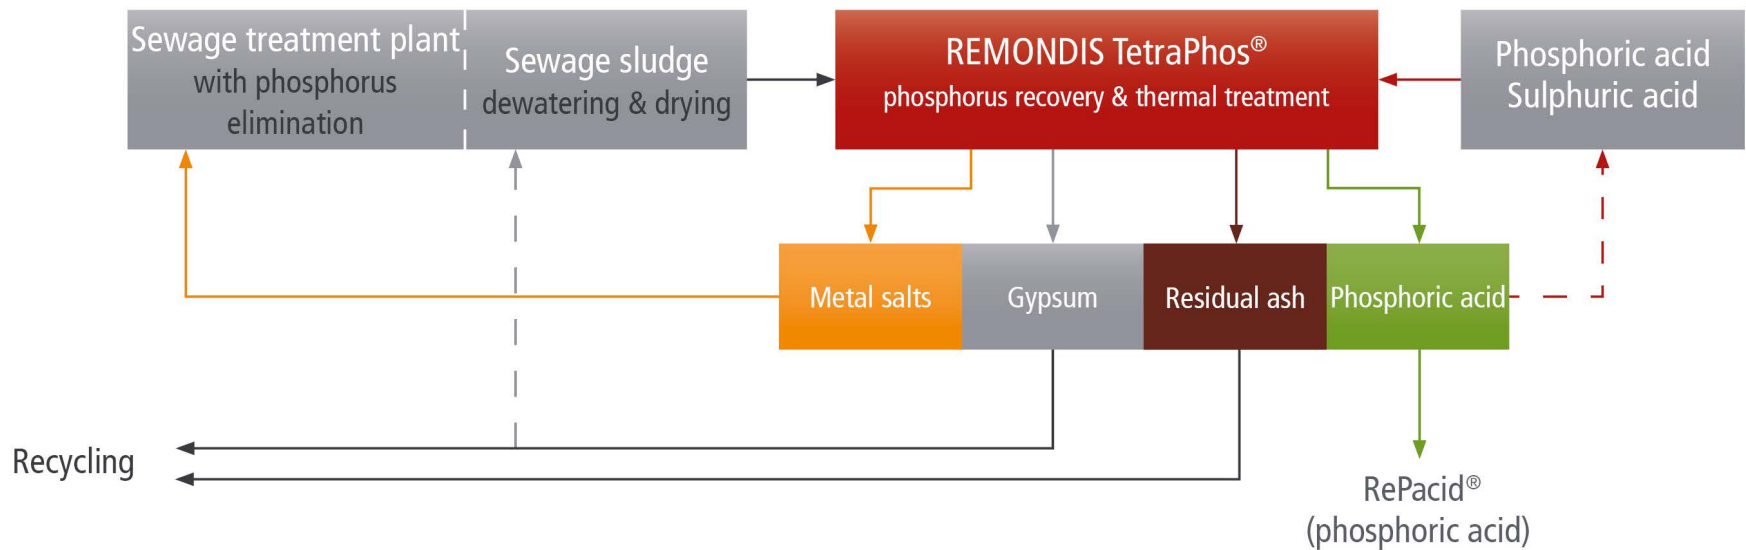 Sewage treatment plant
with phosphorus
elimination
Sewage sludge
dewatering & drying
REMONDIS TetraPhos®
phosphorus recovery & thermal treatment
Phosphoric acid
Sulphuric acid
Metal salts
Gypsum
Residual ash
Phosphoric acid
Recycling
RePacid®
(phosphoric acid)